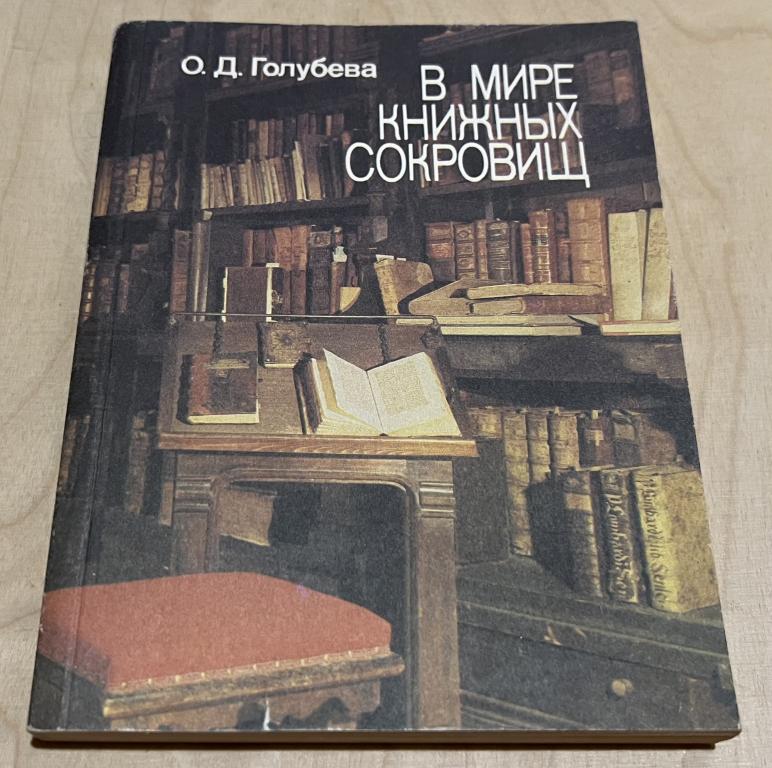 О. Д. Голубева
В МИРЕ
КНИЖНЫХ
СОКРОВИЩ